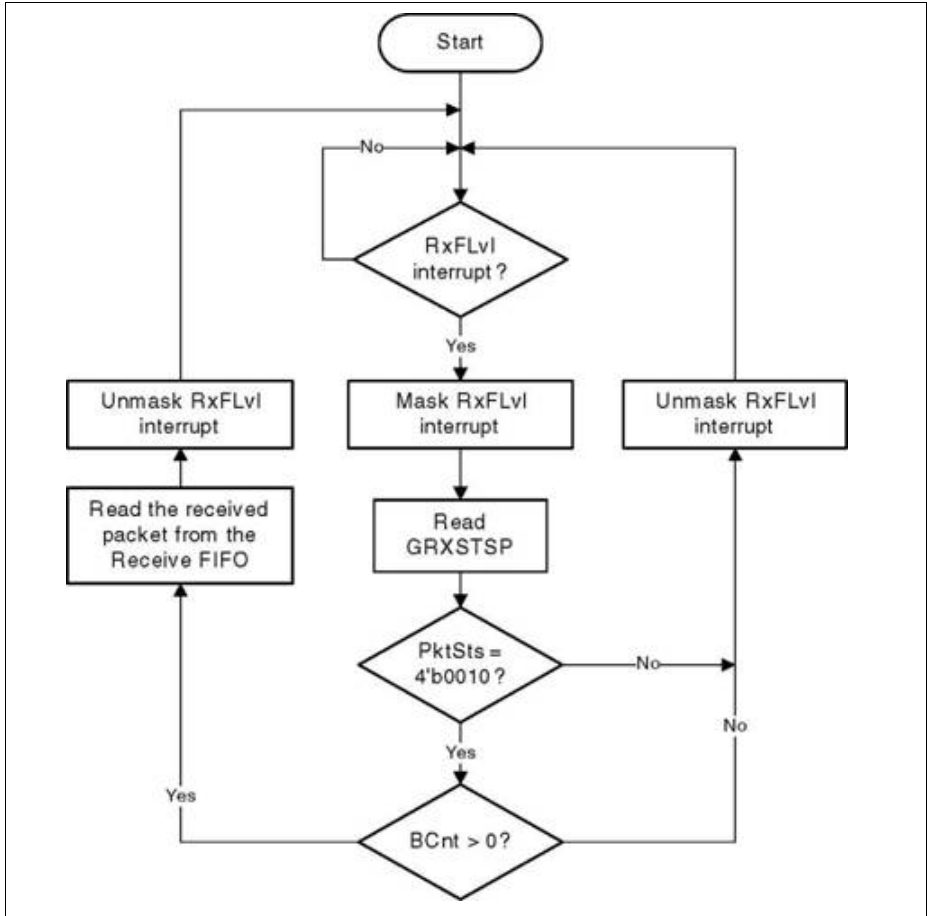 Start
No
RxFLvl
interrupt ?
Yes
Unmask RxFLvl
interrupt
Mask RxFLvl
interrupt
Unmask RxFLvl
interrupt
Read the received
packet from the
Receive FIFO
Read
GRXSTSP
PktSts =
4'b0010 ?
No
No
Yes
Yes
BCnt > 0?